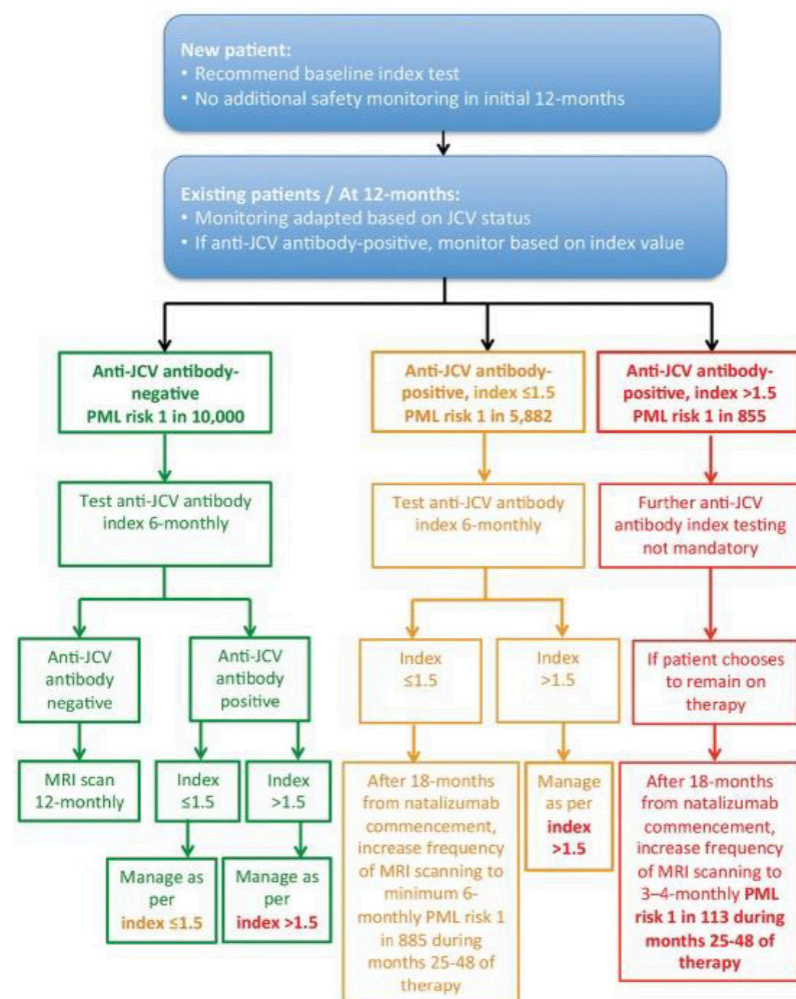 New patient:
• Recommend baseline index test
• No additional safety monitoring in initial 12-months
Existing patients / At 12-months:
• Monitoring adapted based on JCV status
• If anti-JCV antibody-positive, monitor based on index value
Anti-JCV antibody-
negative
PML risk 1 in 10,000
Anti-JCV antibody-
positive, index ≤1.5
PML risk 1 in 5,882
Anti-JCV antibody-
positive, index >1.5
PML risk 1 in 855
Test anti-JCV antibody
index 6-monthly
Test anti-JCV antibody
index 6-monthly
Further anti-JCV
antibody index testing
not mandatory
Anti-JCV
antibody
negative
Anti-JCV
antibody
positive
Index
≤1.5
Index
>1.5
If patient chooses
to remain on
therapy
MRI scan
12-monthly
Index
≤1.5
Index
>1.5
Manage as
per
index ≤1.5
Manage as
per
index >1.5
After 18-months
from natalizumab
commencement,
increase frequency
of MRI scanning to
minimum 6-
monthly PML risk 1
in 885 during
months 25-48 of
therapy
Manage
as per
index
>1.5
After 18-months
from natalizumab
commencement,
increase frequency
of MRI scanning to
3–4-monthly PML
risk 1 in 113 during
months 25-48 of
therapy